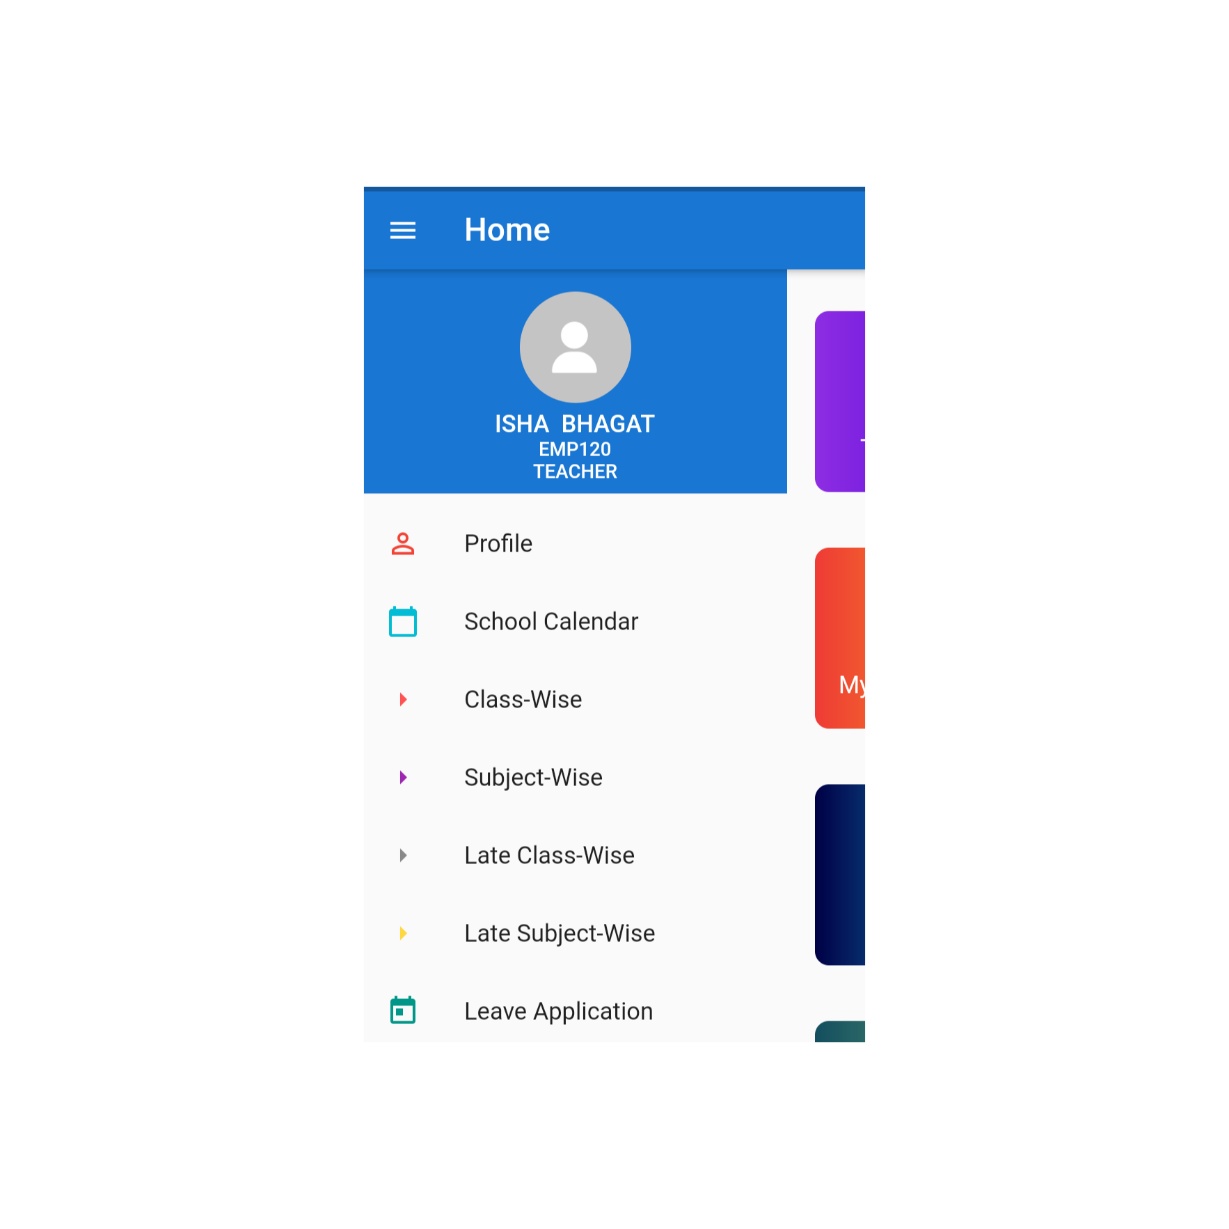 Home
ISHA BHAGAT
EMP120
TEACHER
Profile
School Calendar
Class-Wise
Subject-Wise
My
Late Class-Wise
Late Subject-Wise
Leave Application